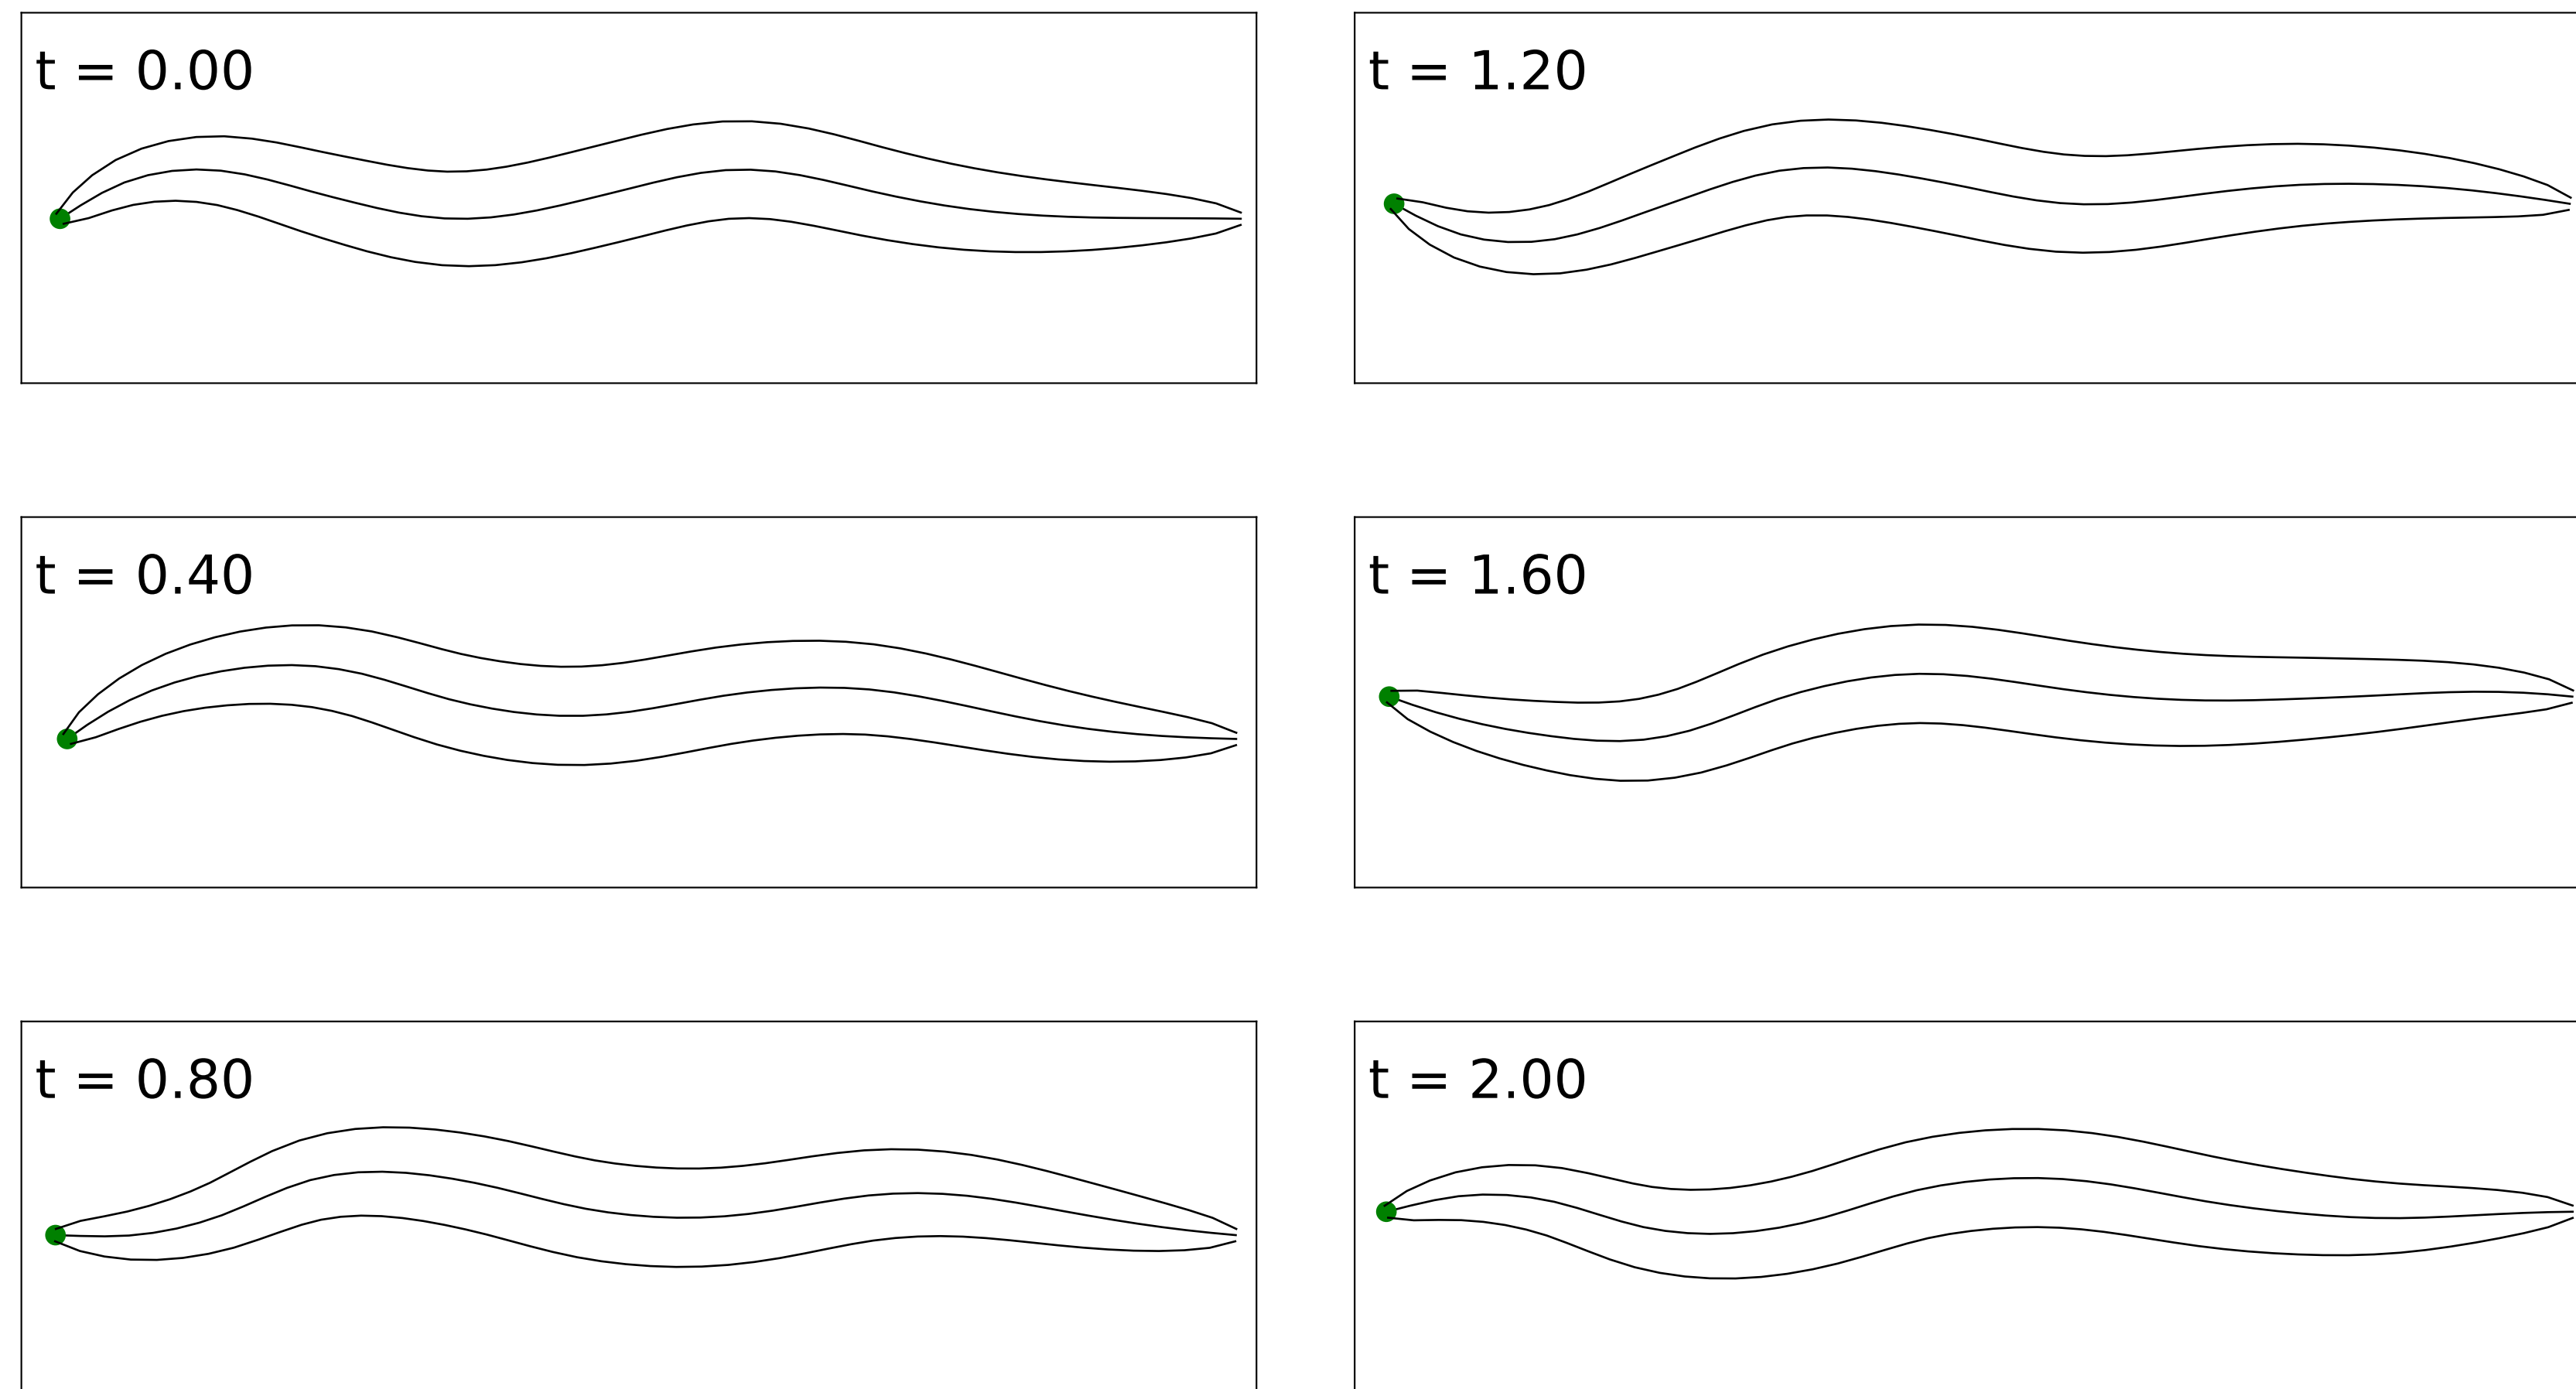 t = 0.00
t = 0.40
t = 0.80
t = 1.20
t = 1.60
t = 2.00